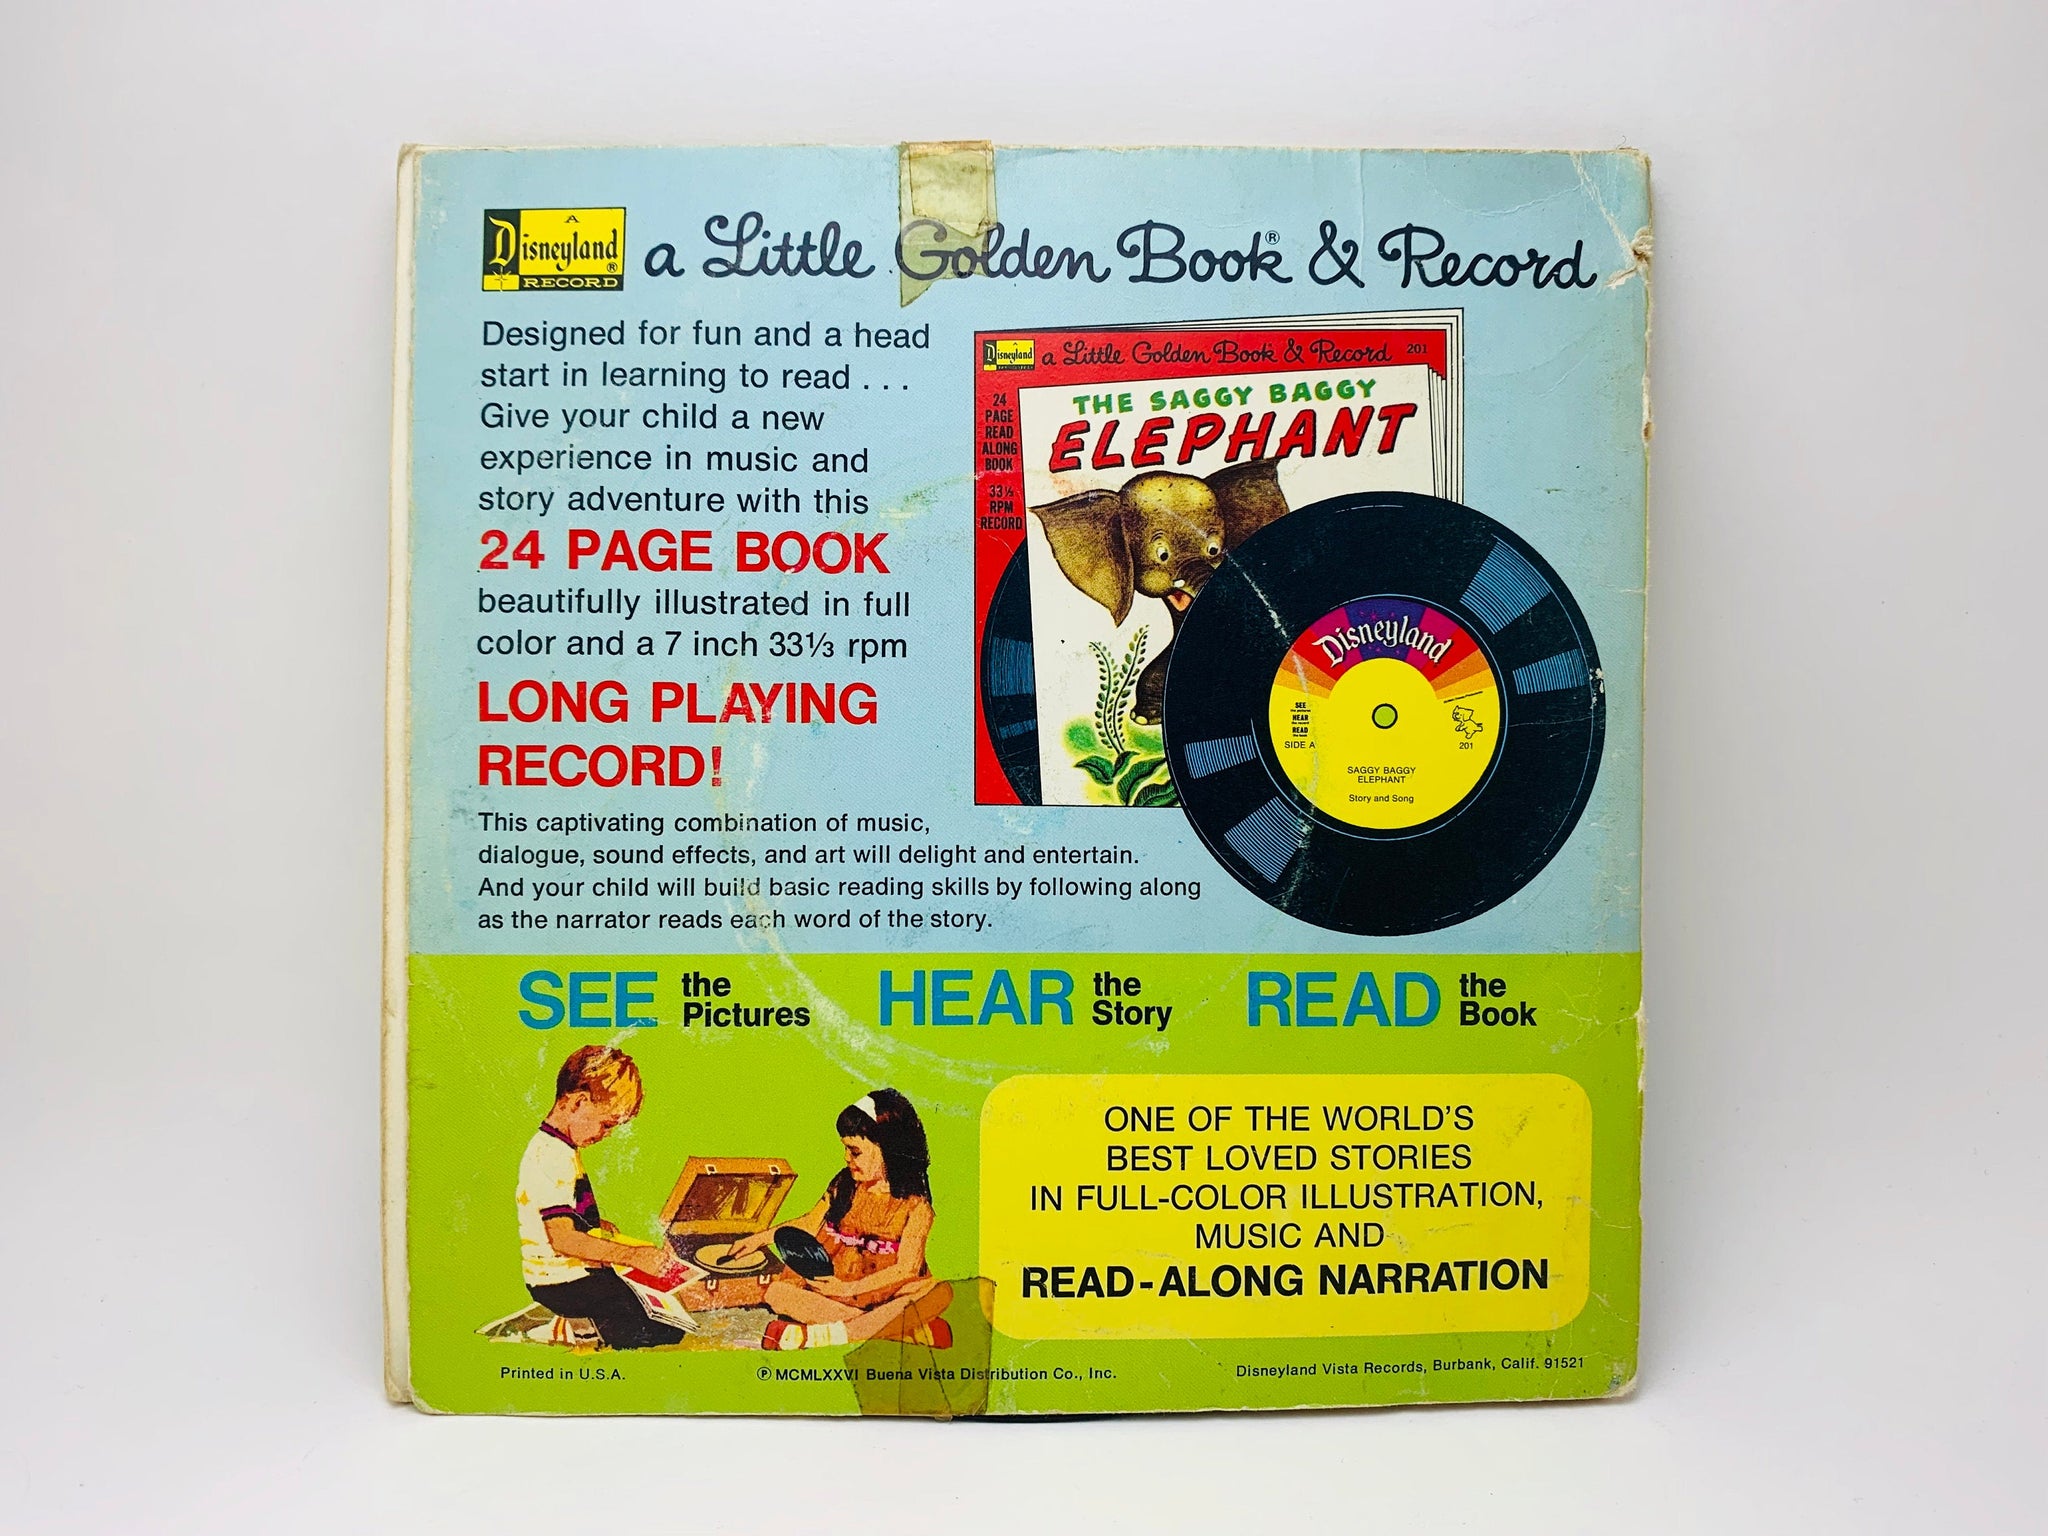 A
Disneyland®
RECORD
a Little Golden Book® & Record
Designed for fun and a head
start in learning to read . . .
Give your child a new
experience in music and
story adventure with this
24 PAGE BOOK
beautifully illustrated in full
color and a 7 inch 33⅓ rpm
LONG PLAYING
RECORD!
This captivating combination of music,
dialogue, sound effects, and art will delight and entertain.
And your child will build basic reading skills by following along
as the narrator reads each word of the story.
A
Disneyland
a Little Golden Book & Record 201
24
PAGE
READ
ALONG
BOOK
33⅓
RPM
RECORD
THE SAGGY BAGGY
ELEPHANT
Disneyland
SEE
the pictures
HEAR
the record
READ
the book
SIDE A
201
SAGGY BAGGY
ELEPHANT
Story and Song
SEE the Pictures
HEAR the Story
READ the Book
ONE OF THE WORLD'S
BEST LOVED STORIES
IN FULL-COLOR ILLUSTRATION,
MUSIC AND
READ-ALONG NARRATION
Printed in U.S.A.
℗ MCMLXXVI Buena Vista Distribution Co., Inc.
Disneyland Vista Records, Burbank, Calif. 91521